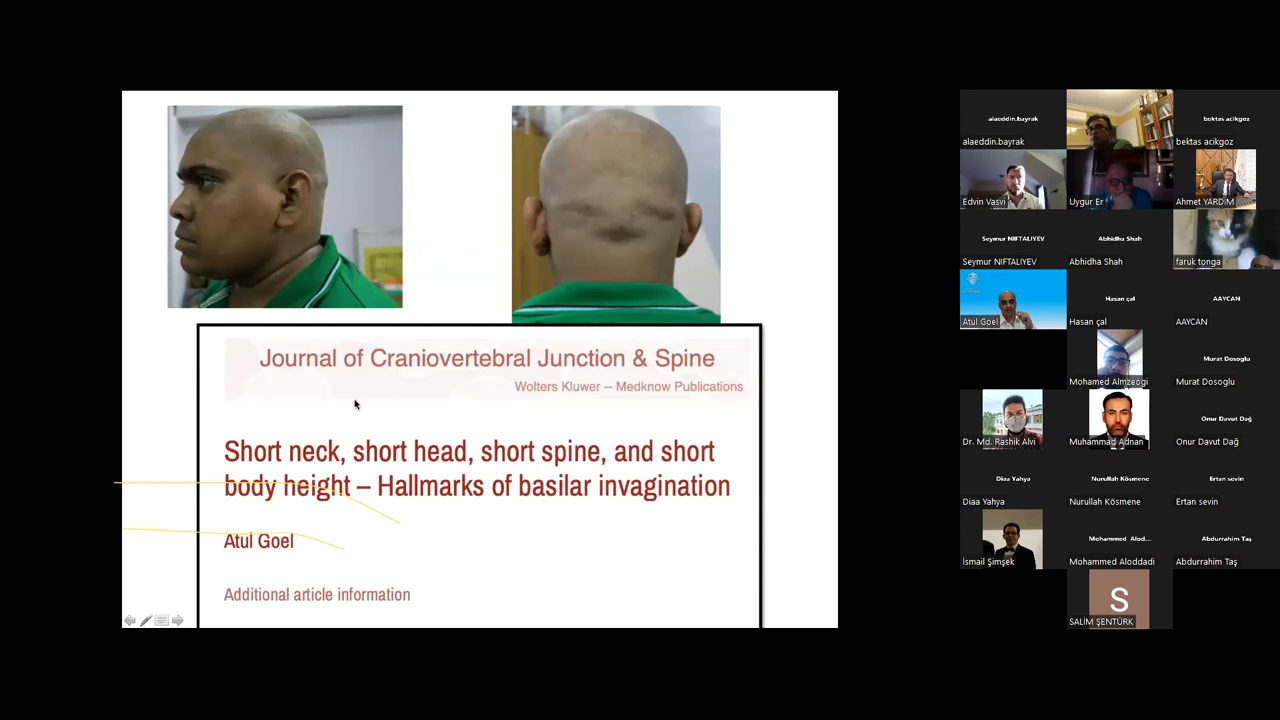 Journal of Craniovertebral Junction & Spine
Wolters Kluwer -- Medknow Publications
Short neck, short head, short spine, and short
body height – Hallmarks of basilar invagination
Atul Goel
Additional article information
alaeddin.bayrak
alaeddin.bayrak
bektas acikgoz
bektas acikgoz
Edvin Vasvi
Uygur Er
Ahmet YARDIM
Seymur NIFTALIYEV
Seymur NIFTALIYEV
Abhidha Shah
Abhidha Shah
faruk tonga
Atul Goel
Hasan çal
Hasan çal
AAYCAN
AAYCAN
Mohamed Almzeogi
Murat Dosoglu
Murat Dosoglu
Dr. Md. Rashik Alvi
Muhammad Adnan
Onur Davut Dağ
Onur Davut Dağ
Diaa Yahya
Diaa Yahya
Nurullah Kösmene
Nurullah Kösmene
Ertan sevin
Ertan sevin
İsmail Şimşek
Mohammed Alod...
Mohammed Aloddadi
Abdurrahim Taş
Abdurrahim Taş
S
SALİM ŞENTÜRK